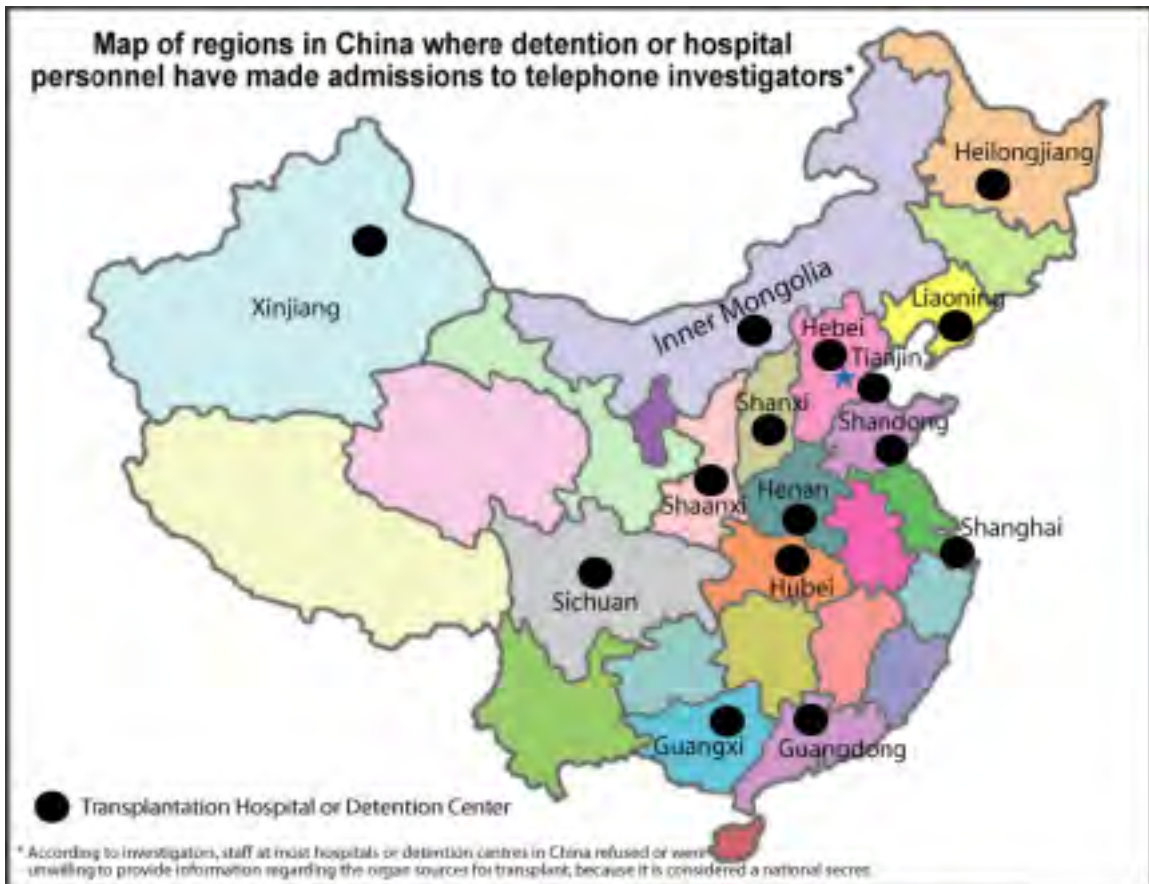 Map of regions in China where detention or hospital
personnel have made admissions to telephone investigators*
Heilongjiang
Xinjiang
Inner Mongolia
Liaoning
Hebei
Tianjin
Shanxi
Shandong
Shaanxi
Henan
Shanghai
Sichuan
Hubei
Guangxi
Guangdong
Transplantation Hospital or Detention Center
* According to investigators, staff at most hospitals or detention centres in China refused or were
unwilling to provide information regarding the organ sources for transplant, because it is considered a national secret.